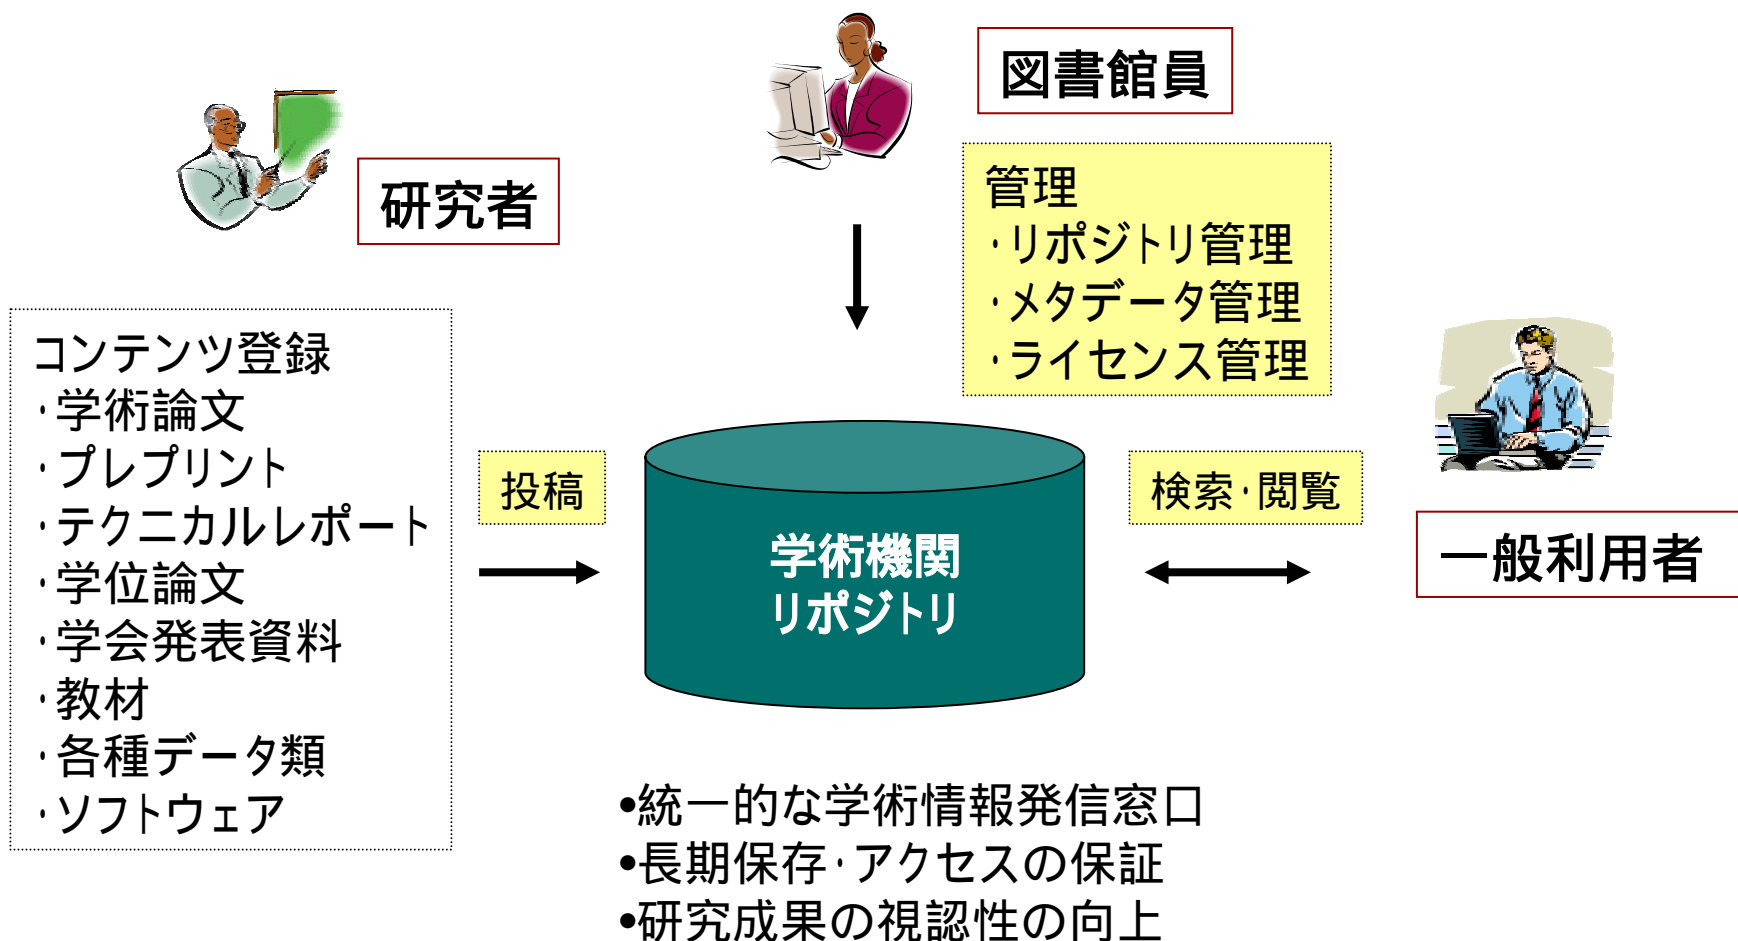 図書館員
研究者
管理
・リポジトリ管理
・メタデータ管理
・ライセンス管理
コンテンツ登録
・学術論文
・プレプリント
・テクニカルレポート
・学位論文
・学会発表資料
・教材
・各種データ類
・ソフトウェア
投稿
学術機関
リポジトリ
検索・閲覧
一般利用者
•統一的な学術情報発信窓口
•長期保存・アクセスの保証
•研究成果の視認性の向上